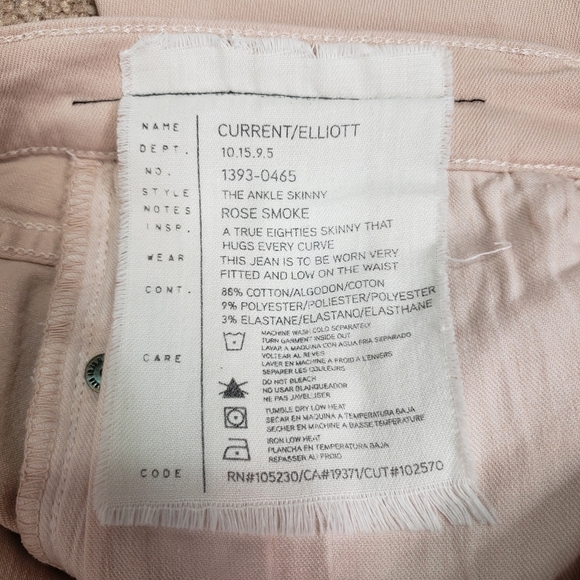 NAME CURRENT/ELLIOTT
DEPT. 10.15.9.5
NO. 1393-0465
STYLE THE ANKLE SKINNY
NOTES ROSE SMOKE
INSP. A TRUE EIGHTIES SKINNY THAT
HUGS EVERY CURVE
WEAR THIS JEAN IS TO BE WORN VERY
FITTED AND LOW ON THE WAIST
CONT. 88% COTTON/ALGODON/COTON
9% POLYESTER/POLIESTER/POLYESTER
3% ELASTANE/ELASTANO/ELASTHANE
CARE
MACHINE WASH COLD SEPARATELY
TURN GARMENT INSIDE OUT
LAVAR A MAQUINA CON AGUA FRIA SEPARADO
VOLTEAR AL REVES
LAVER EN MACHINE A FROID A L'ENVERS
SEPARER LES COULEURS
DO NOT BLEACH
NO USAR BLANQUEADOR
NE PAS JAVELLISER
TUMBLE DRY LOW HEAT
SECAR EN MAQUINA A TEMPERATURA BAJA
SECHER EN MACHINE A BASSE TEMPERATURE
IRON LOW HEAT
PLANCHA EN TEMPERATURA BAJA
REPASSER AU FROID
CODE RN#105230/CA#19371/CUT#102570